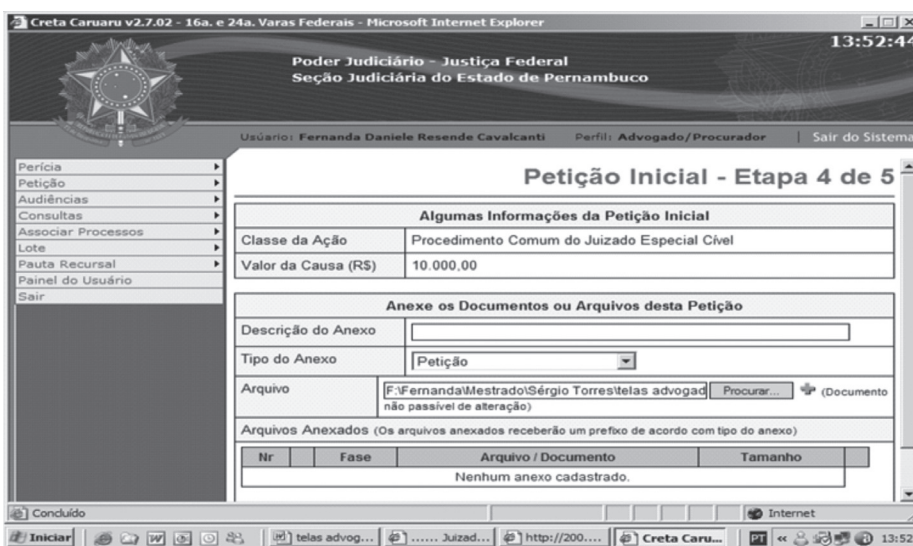 Creta Caruaru v2.7.02 - 16a. e 24a. Varas Federais - Microsoft Internet Explorer
13:52:44
Poder Judiciário - Justiça Federal
Seção Judiciária do Estado de Pernambuco
Usúario: Fernanda Daniele Resende Cavalcanti Perfil: Advogado/Procurador | Sair do Sistema
Perícia
Petição
Audiências
Consultas
Associar Processos
Lote
Pauta Recursal
Painel do Usuário
Sair
Petição Inicial - Etapa 4 de 5
Algumas Informações da Petição Inicial
Classe da Ação Procedimento Comum do Juizado Especial Cível
Valor da Causa (R$) 10.000,00
Anexe os Documentos ou Arquivos desta Petição
Descrição do Anexo
Tipo do Anexo Petição
Arquivo F:\Fernanda\Mestrado\Sérgio Torres\telas advogad Procurar... (Documento
não passível de alteração)
Arquivos Anexados (Os arquivos anexados receberão um prefixo de acordo com tipo do anexo)
Nr Fase Arquivo / Documento Tamanho
Nenhum anexo cadastrado.
Concluído Internet
Iniciar telas advog... ...... Juizad... http://200.... Creta Caru... PT « 13:52